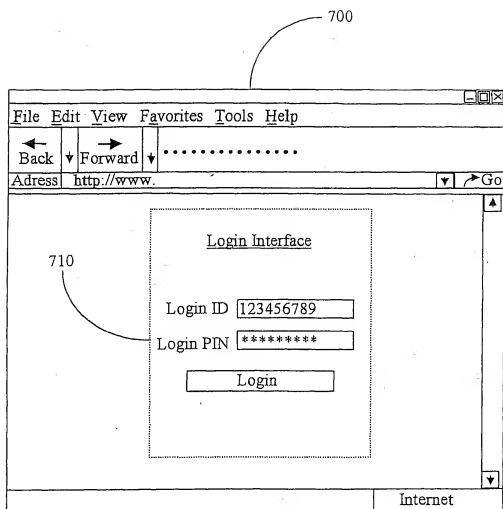 700
File Edit View Favorites Tools Help
Back Forward ...............
Adress http://www. Go
Login Interface
710
Login ID 123456789
Login PIN *********
Login
Internet